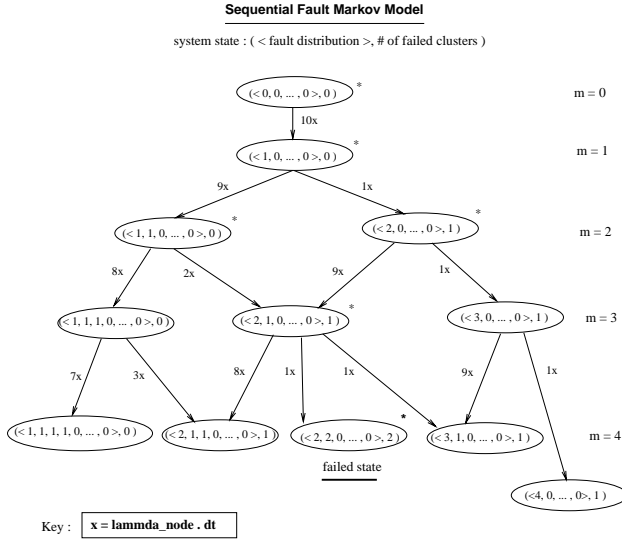 Sequential Fault Markov Model
system state : ( < fault distribution >, # of failed clusters )
(< 0, 0, ... , 0 >, 0 ) * m = 0
10x
(< 1, 0, ... , 0 >, 0 ) * m = 1
9x 1x
(< 1, 1, 0, ... , 0 >, 0 ) * (< 2, 0, ... , 0 >, 1 ) * m = 2
8x 2x 9x 1x
(< 1, 1, 1, 0, ... , 0 >, 0 ) (< 2, 1, 0, ... , 0 >, 1 ) * (< 3, 0, ... , 0 >, 1 ) m = 3
7x 3x 8x 1x 1x 9x 1x
(< 1, 1, 1, 1, 0, ... , 0 >, 0 ) (< 2, 1, 1, 0, ... , 0 >, 1 ) (< 2, 2, 0, ... , 0 >, 2 ) * (< 3, 1, 0, ... , 0 >, 1 ) m = 4
failed state
(<4, 0, ... , 0 >, 1 )
Key : x = lammda_node . dt